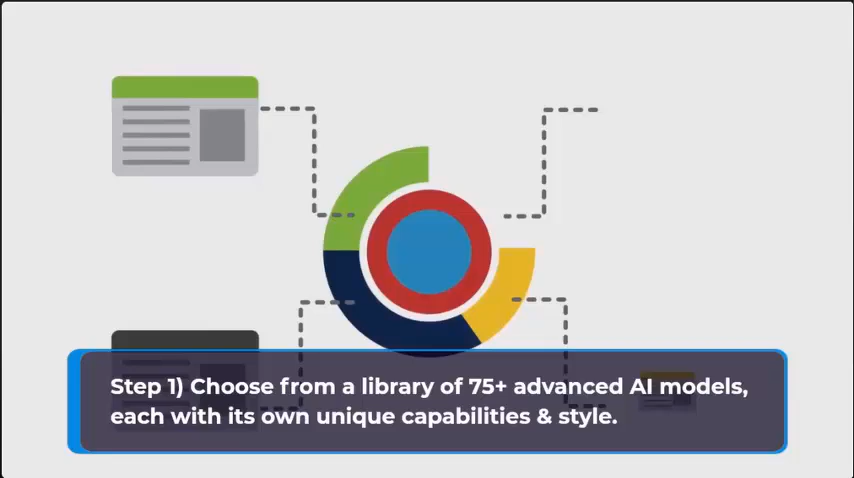 Step 1) Choose from a library of 75+ advanced AI models,
each with its own unique capabilities & style.